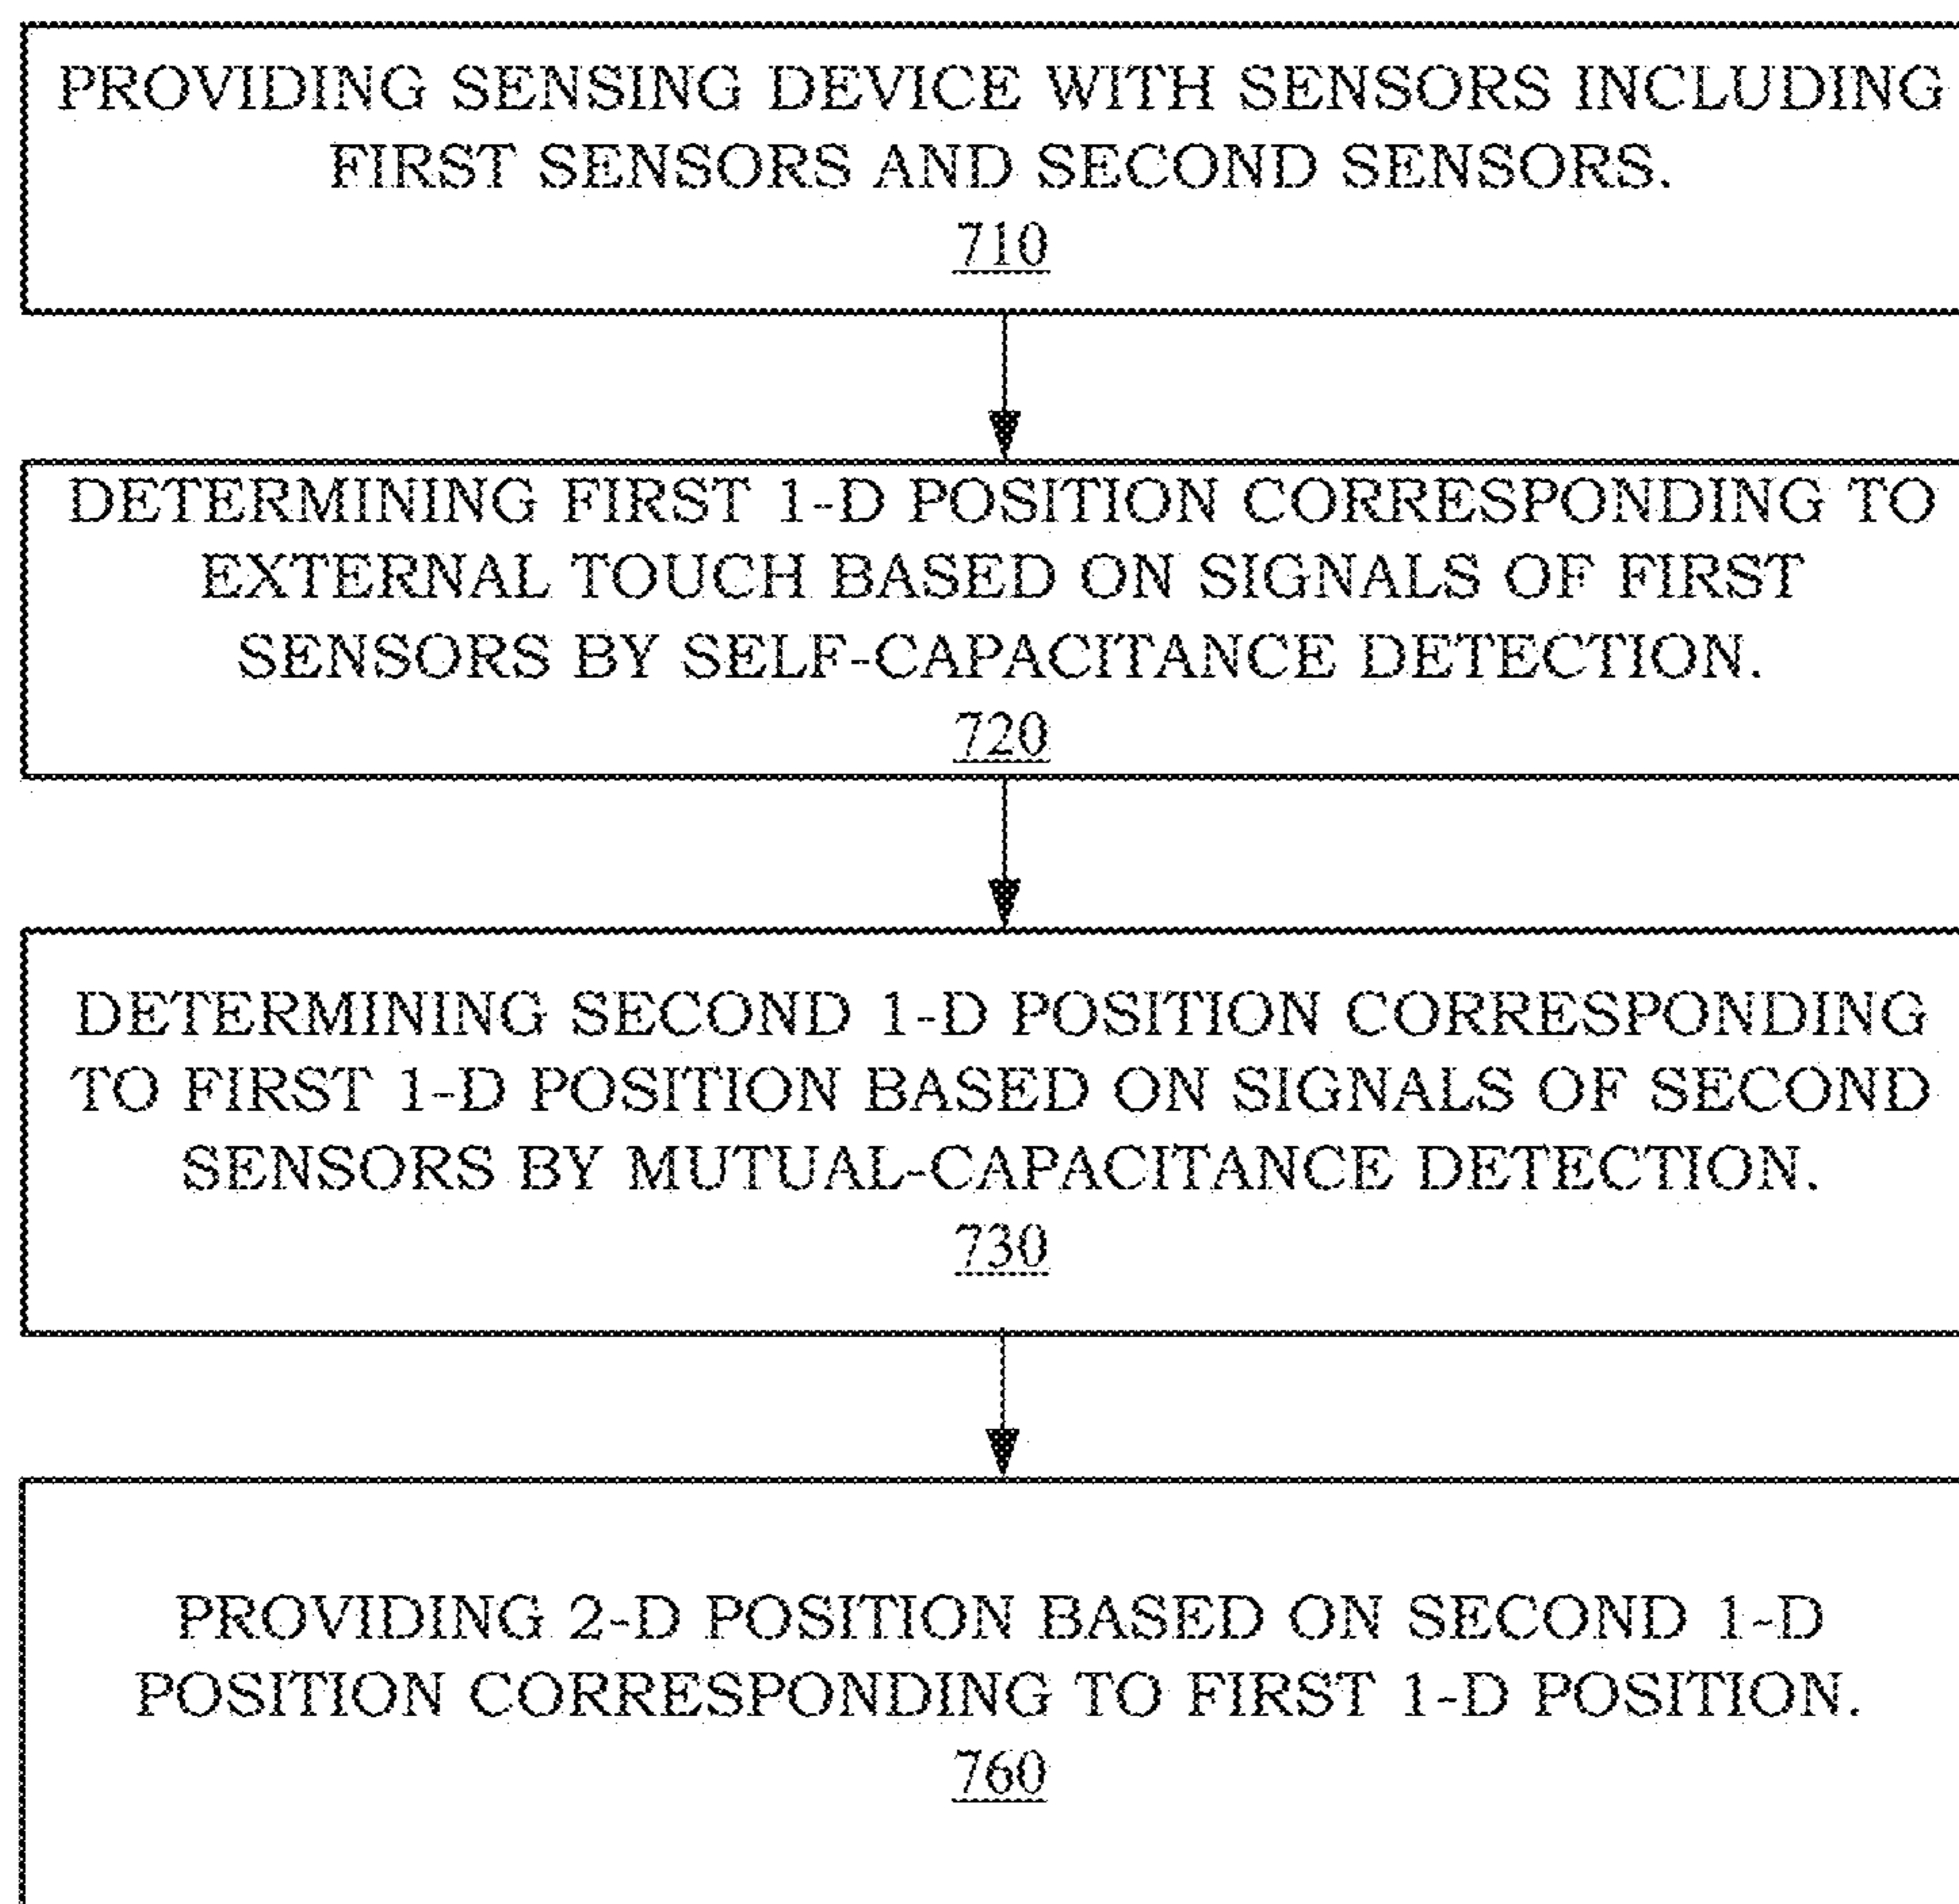 PROVIDING SENSING DEVICE WITH SENSORS INCLUDING
FIRST SENSORS AND SECOND SENSORS.
710
DETERMINING FIRST 1-D POSITION CORRESPONDING TO
EXTERNAL TOUCH BASED ON SIGNALS OF FIRST
SENSORS BY SELF-CAPACITANCE DETECTION.
720
DETERMINING SECOND 1-D POSITION CORRESPONDING
TO FIRST 1-D POSITION BASED ON SIGNALS OF SECOND
SENSORS BY MUTUAL-CAPACITANCE DETECTION.
730
PROVIDING 2-D POSITION BASED ON SECOND 1-D
POSITION CORRESPONDING TO FIRST 1-D POSITION.
760